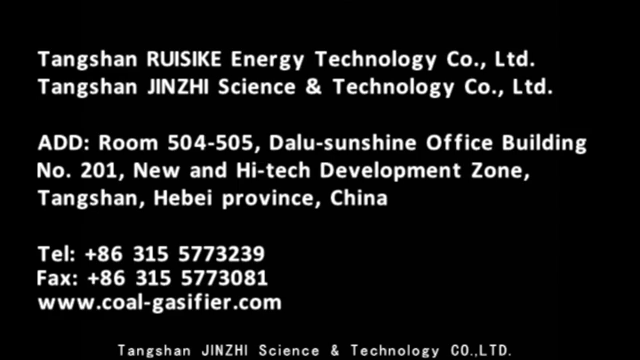 Tangshan RUISIKE Energy Technology Co., Ltd.
Tangshan JINZHI Science & Technology Co., Ltd.
ADD: Room 504-505, Dalu-sunshine Office Building
No. 201, New and Hi-tech Development Zone,
Tangshan, Hebei province, China
Tel: +86 315 5773239
Fax: +86 315 5773081
www.coal-gasifier.com
Tangshan JINZHI Science & Technology CO.,LTD.